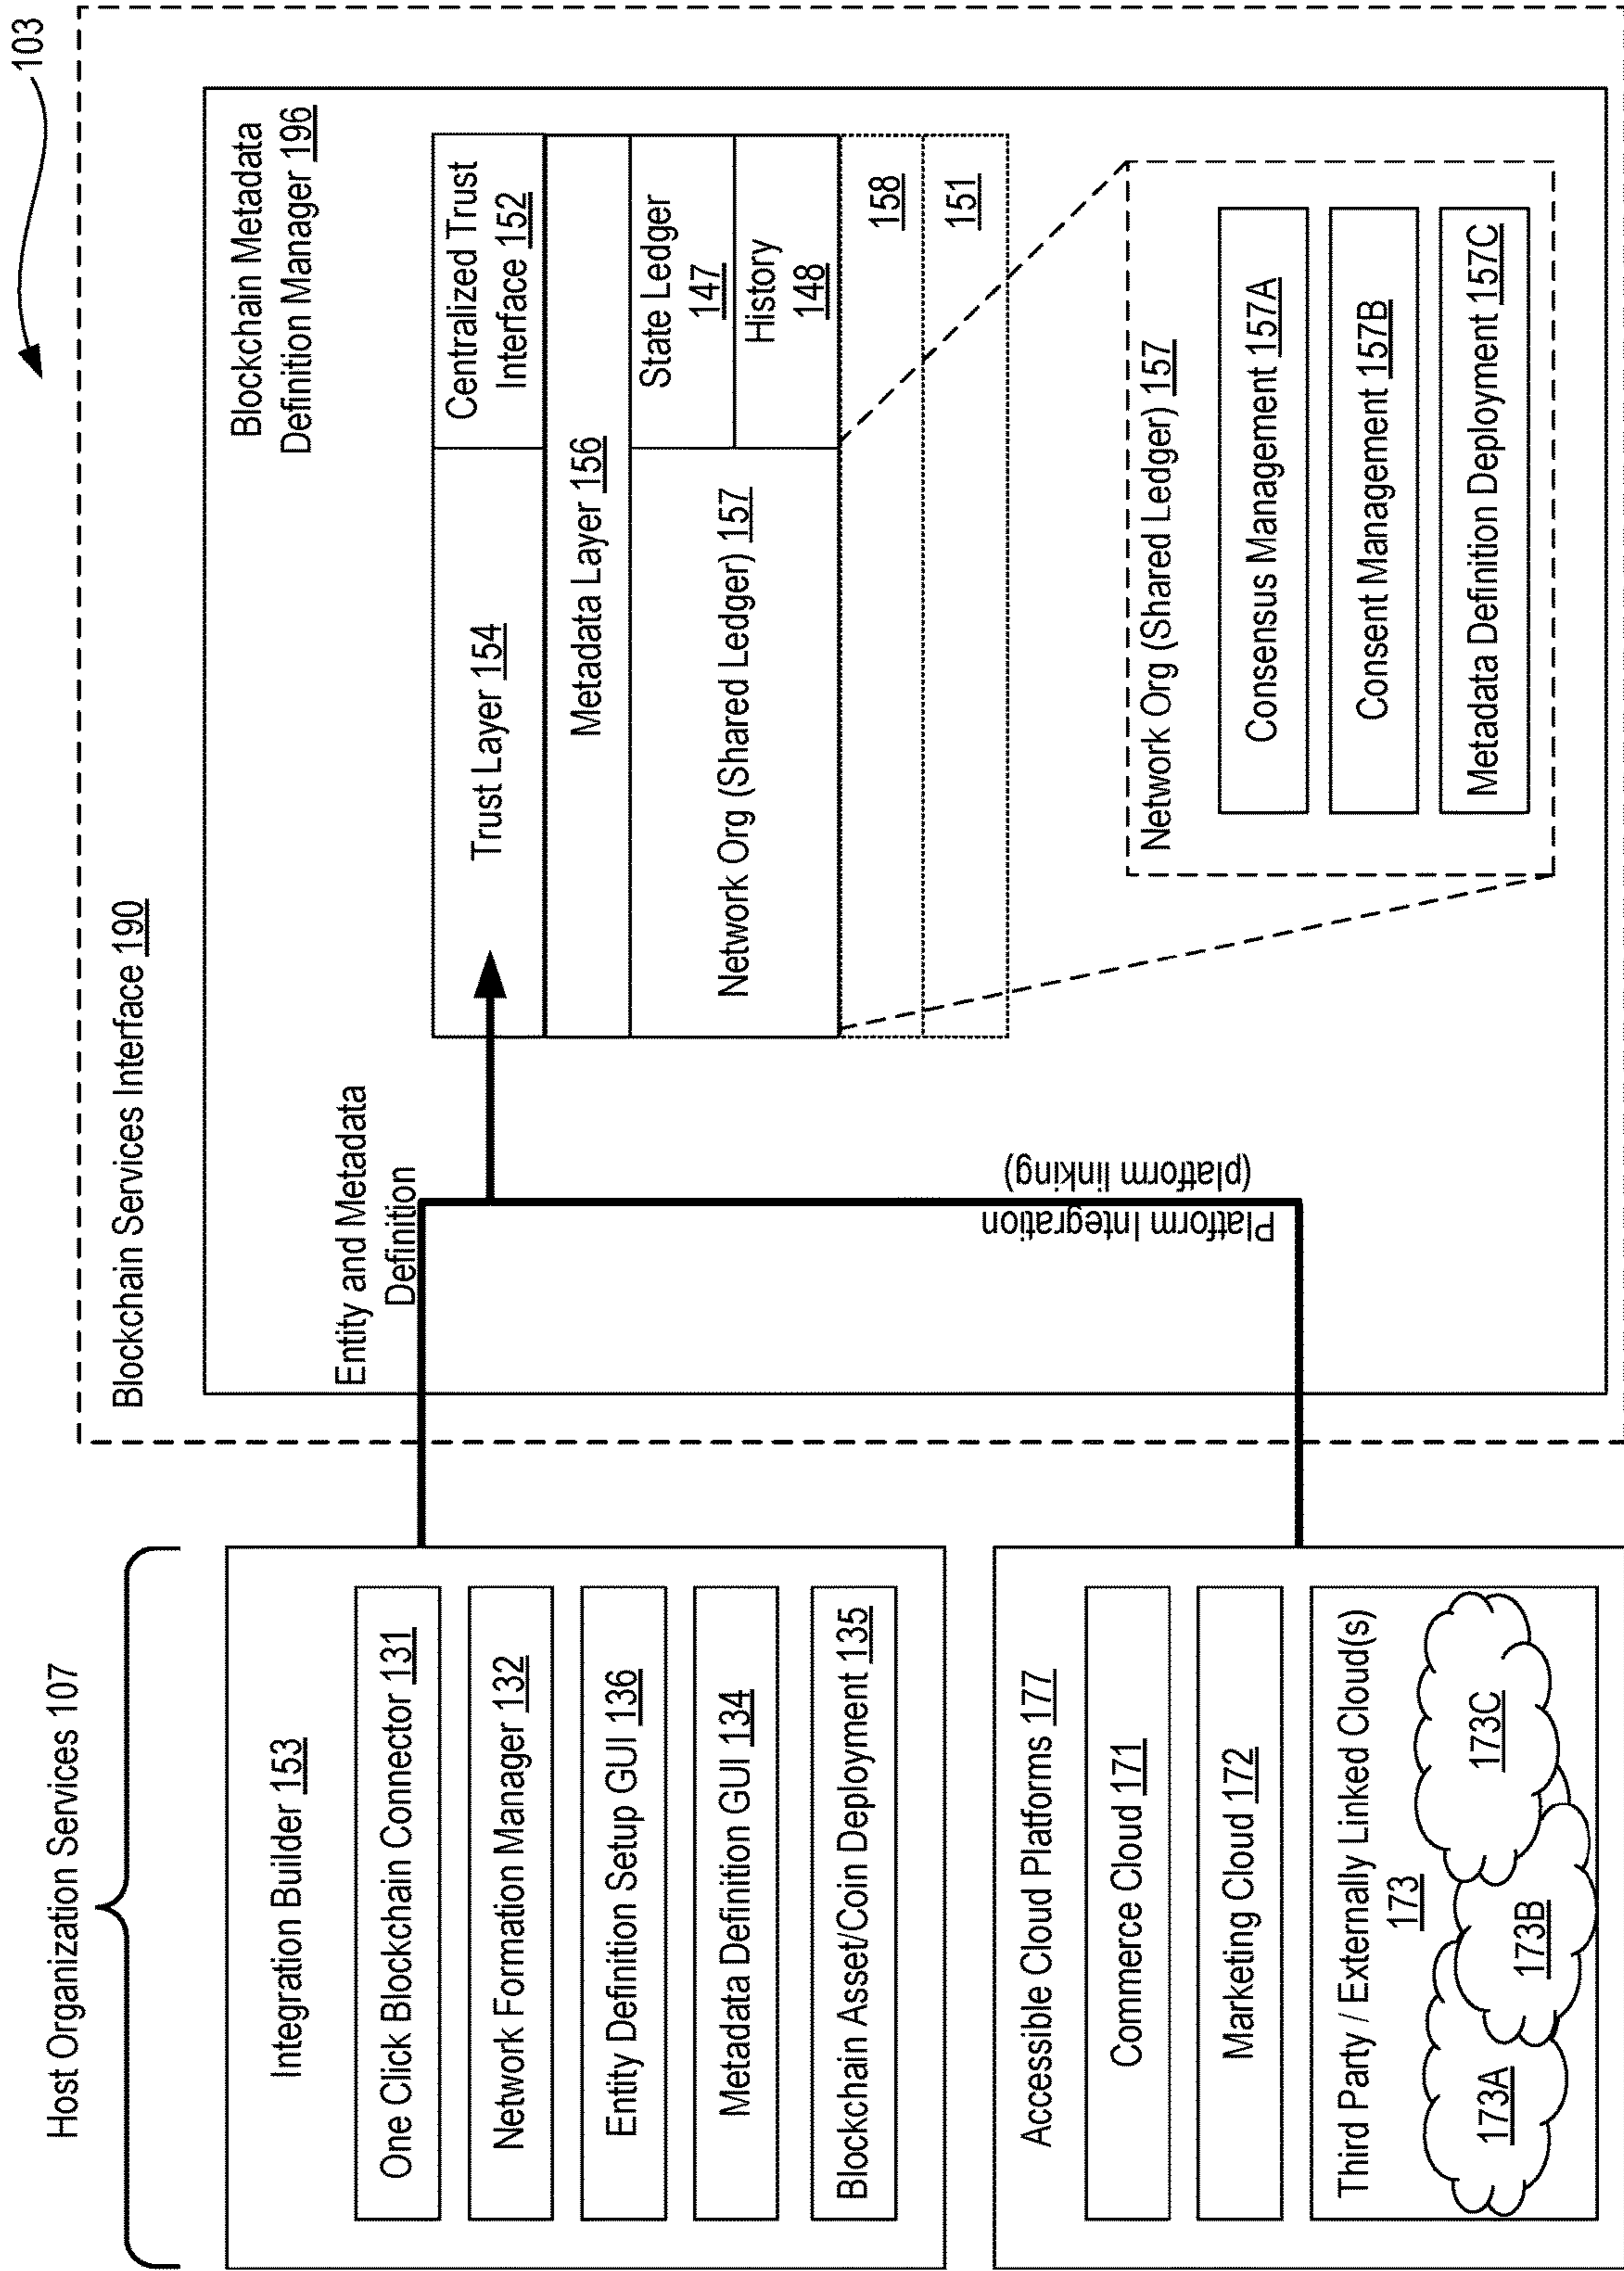 103
Host Organization Services 107
Integration Builder 153
One Click Blockchain Connector 131
Network Formation Manager 132
Entity Definition Setup GUI 136
Metadata Definition GUI 134
Blockchain Asset/Coin Deployment 135
Accessible Cloud Platforms 177
Commerce Cloud 171
Marketing Cloud 172
Third Party / Externally Linked Cloud(s)
173
173A
173B
173C
Blockchain Services Interface 190
Blockchain Metadata
Definition Manager 196
Entity and Metadata
Definition
Platform Integration
(platform linking)
Trust Layer 154
Centralized Trust
Interface 152
Metadata Layer 156
Network Org (Shared Ledger) 157
State Ledger
147
History
148
158
151
Network Org (Shared Ledger) 157
Consensus Management 157A
Consent Management 157B
Metadata Definition Deployment 157C